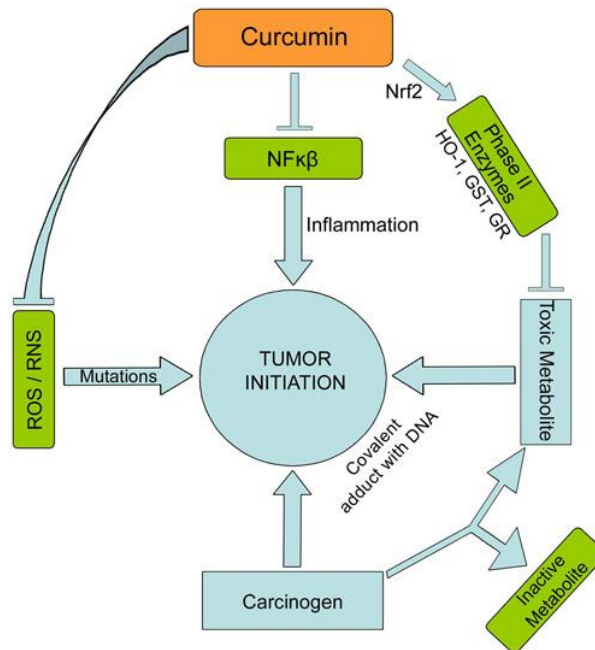 Curcumin
Nrf2
NFκβ
Phase II
Enzymes
HO-1, GST, GR
Inflammation
ROS / RNS
Mutations
TUMOR
INITIATION
Toxic Metabolite
Covalent
adduct with DNA
Carcinogen
Inactive
Metabolite